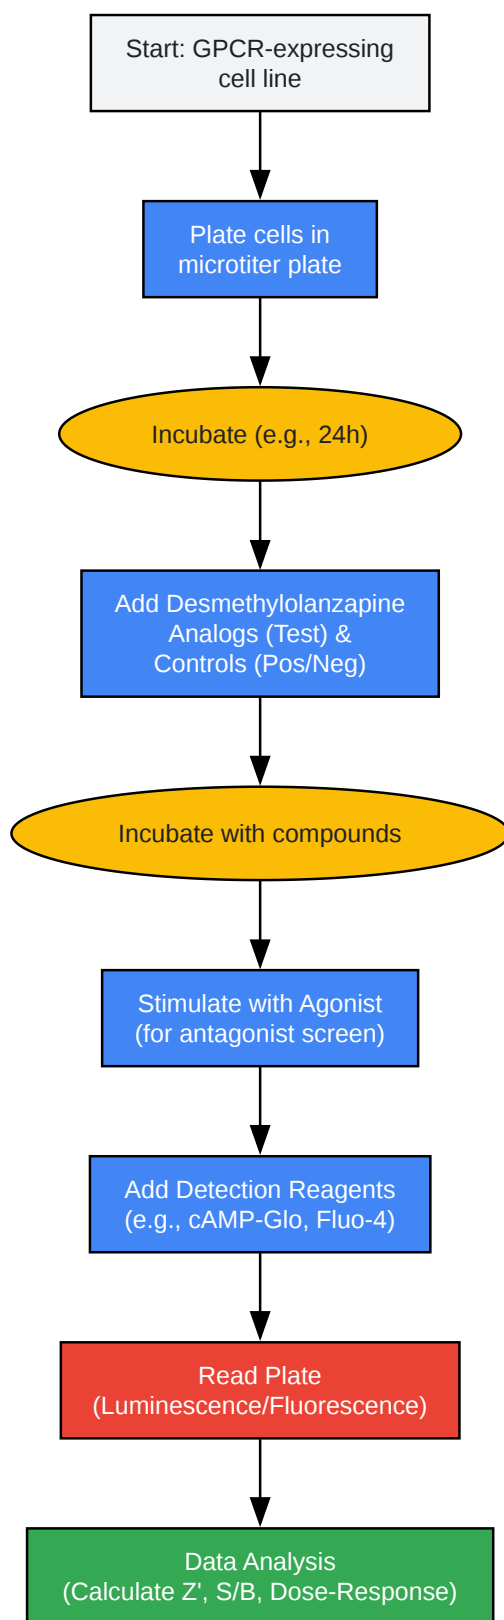 Start: GPCR-expressing
cell line
Plate cells in
microtiter plate
Incubate (e.g., 24h)
Add Desmethylolanzapine
Analogs (Test) &
Controls (Pos/Neg)
Incubate with compounds
Stimulate with Agonist
(for antagonist screen)
Add Detection Reagents
(e.g., cAMP-Glo, Fluo-4)
Read Plate
(Luminescence/Fluorescence)
Data Analysis
(Calculate Z', S/B, Dose-Response)